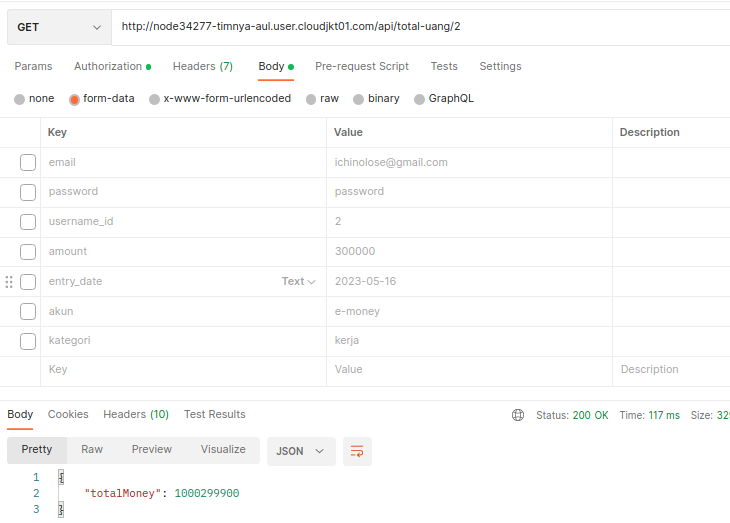 GET http://node34277-timnya-aul.user.cloudjkt01.com/api/total-uang/2
Params Authorization Headers (7) Body Pre-request Script Tests Settings
none form-data x-www-form-urlencoded raw binary GraphQL
Key Value Description
email ichinolose@gmail.com
password password
username_id 2
amount 300000
entry_date Text 2023-05-16
akun e-money
kategori kerja
Key Value Description
Body Cookies Headers (10) Test Results Status: 200 OK Time: 117 ms Size:
Pretty Raw Preview Visualize JSON
1 {
2 "totalMoney": 1000299900
3 }